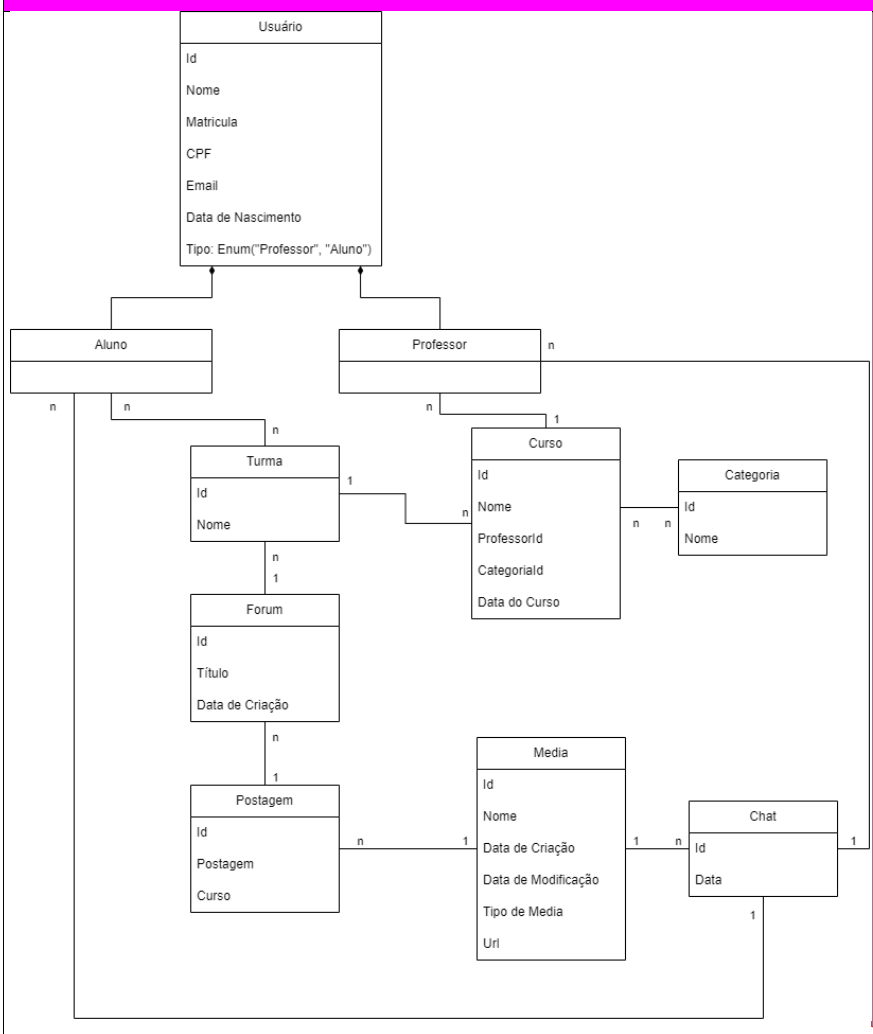 Usuário
Id
Nome
Matricula
CPF
Email
Data de Nascimento
Tipo: Enum("Professor", "Aluno")
Aluno
Professor
n
n
n
n
1
n
Turma
Id
Nome
1
n
Curso
Id
Nome
ProfessorId
CategoriaId
Data do Curso
n
n
Categoria
Id
Nome
n
1
Forum
Id
Título
Data de Criação
n
1
Postagem
Id
Postagem
Curso
n
1
Media
Id
Nome
Data de Criação
Data de Modificação
Tipo de Media
Url
1
n
Chat
Id
Data
1
1